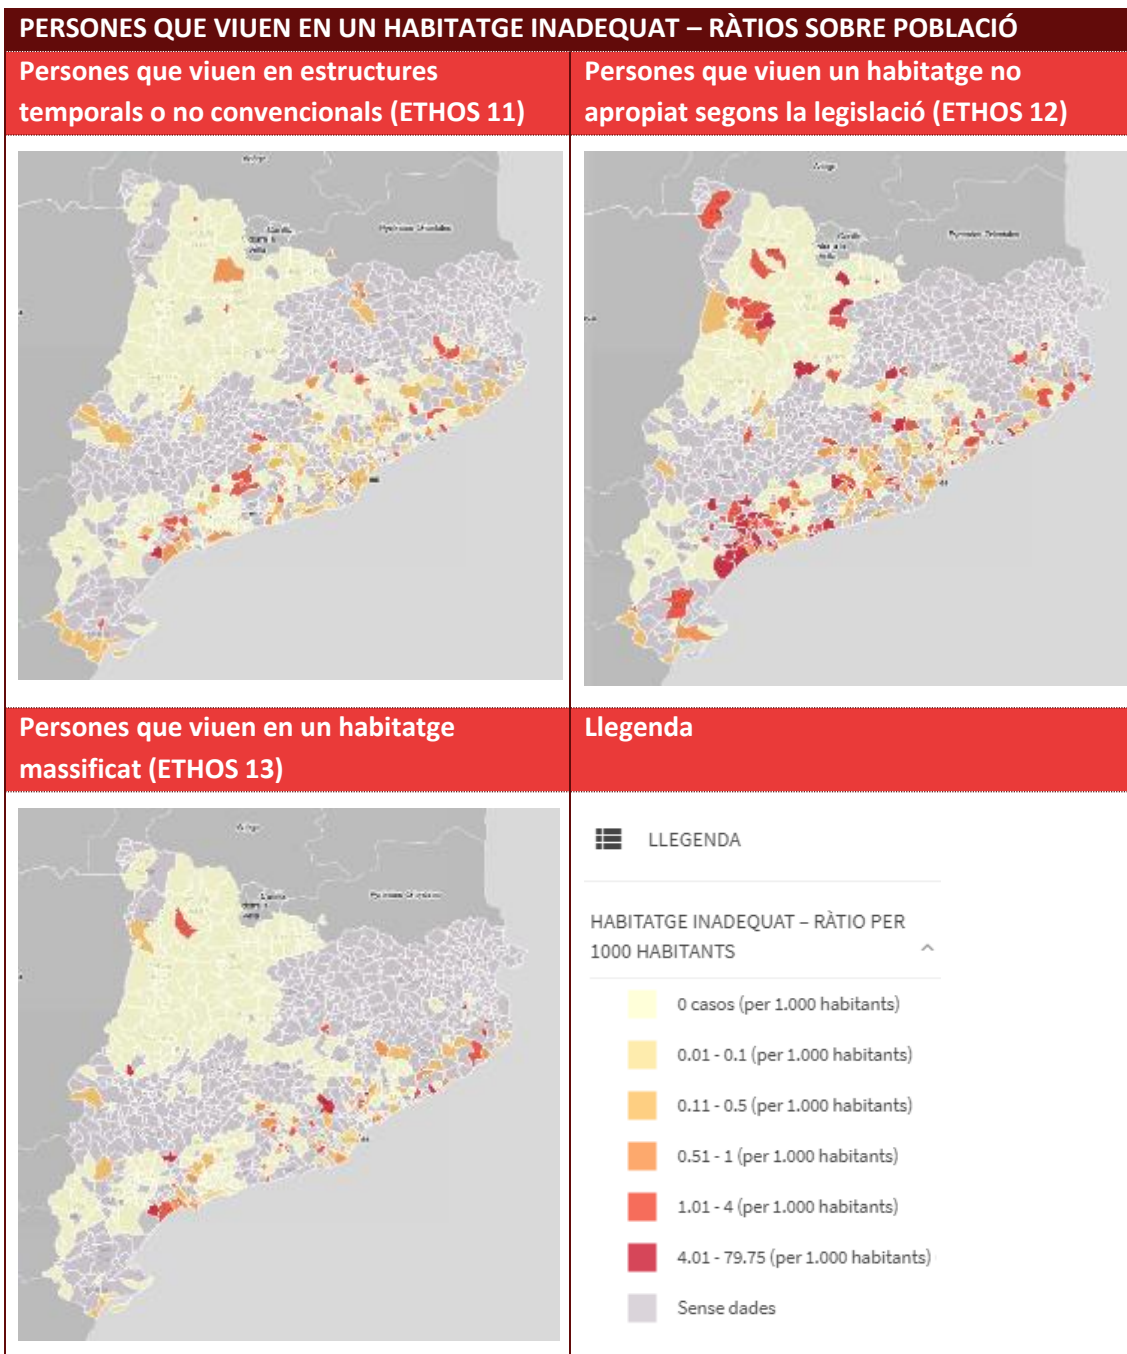 PERSONES QUE VIUEN EN UN HABITATGE INADEQUAT – RÀTIOS SOBRE POBLACIÓ
Persones que viuen en estructures
temporals o no convencionals (ETHOS 11)
Persones que viuen un habitatge no
apropiat segons la legislació (ETHOS 12)
Persones que viuen en un habitatge
massificat (ETHOS 13)
Llegenda
LLEGENDA
HABITATGE INADEQUAT – RÀTIO PER
1000 HABITANTS
0 casos (per 1.000 habitants)
0.01 - 0.1 (per 1.000 habitants)
0.11 - 0.5 (per 1.000 habitants)
0.51 - 1 (per 1.000 habitants)
1.01 - 4 (per 1.000 habitants)
4.01 - 79.75 (per 1.000 habitants)
Sense dades